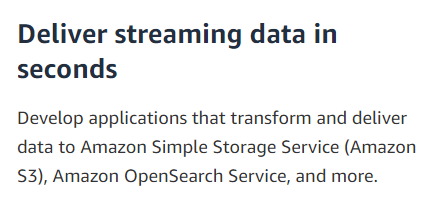 Deliver streaming data in
seconds
Develop applications that transform and deliver
data to Amazon Simple Storage Service (Amazon
S3), Amazon OpenSearch Service, and more.